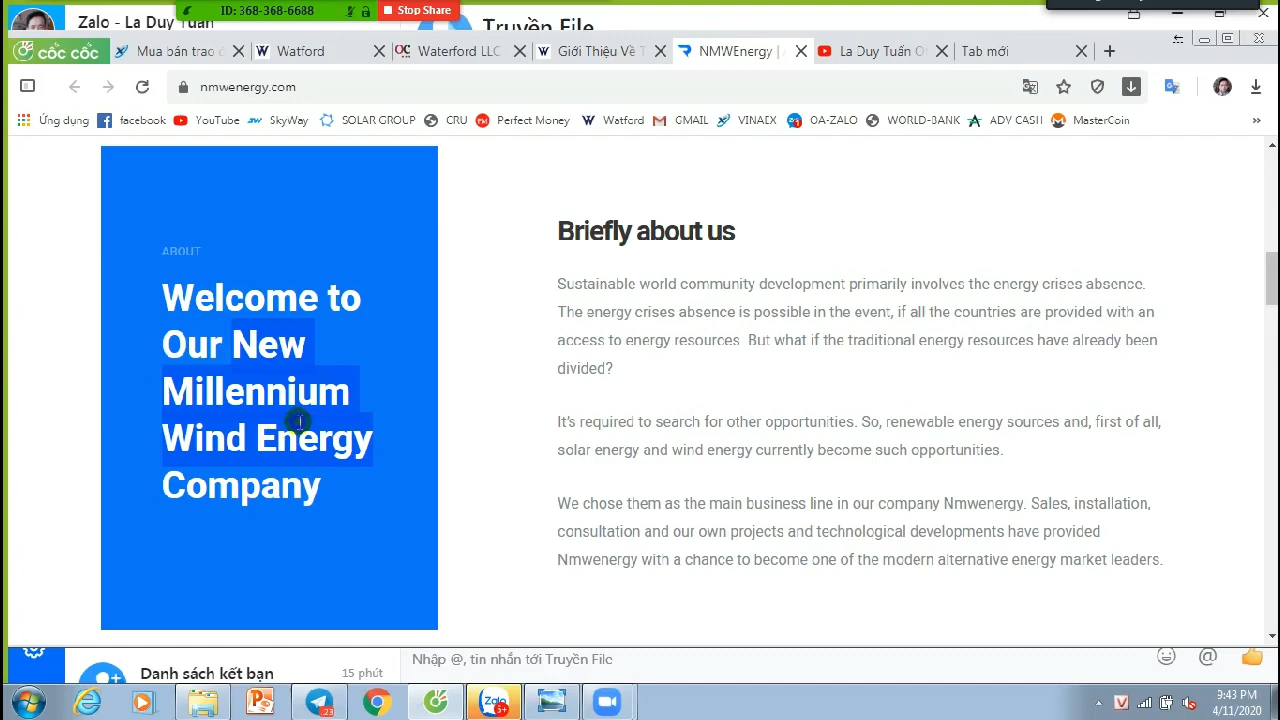 Zalo - La Duy Tuấn
ID: 368-368-6688
Stop Share
Truyền File
cốc cốc
Mua bán trao
Watford
Waterford LLC
Giới Thiệu Về T
NMWEnergy |
La Duy Tuấn Of
Tab mới
nmwenergy.com
Ứng dụng
facebook
YouTube
SkyWay
SOLAR GROUP
CRU
Perfect Money
Watford
GMAIL
VINAEX
OA-ZALO
WORLD-BANK
ADV CASH
MasterCoin
»
ABOUT
Welcome to
Our New
Millennium
Wind Energy
Company
Briefly about us
Sustainable world community development primarily involves the energy crises absence.
The energy crises absence is possible in the event, if all the countries are provided with an
access to energy resources. But what if the traditional energy resources have already been
divided?
It's required to search for other opportunities. So, renewable energy sources and, first of all,
solar energy and wind energy currently become such opportunities.
We chose them as the main business line in our company Nmwenergy. Sales, installation,
consultation and our own projects and technological developments have provided
Nmwenergy with a chance to become one of the modern alternative energy market leaders.
Danh sách kết bạn
15 phút
Nhập @, tin nhắn tới Truyền File
23
Zalo
5+
9:43 PM
4/11/2020